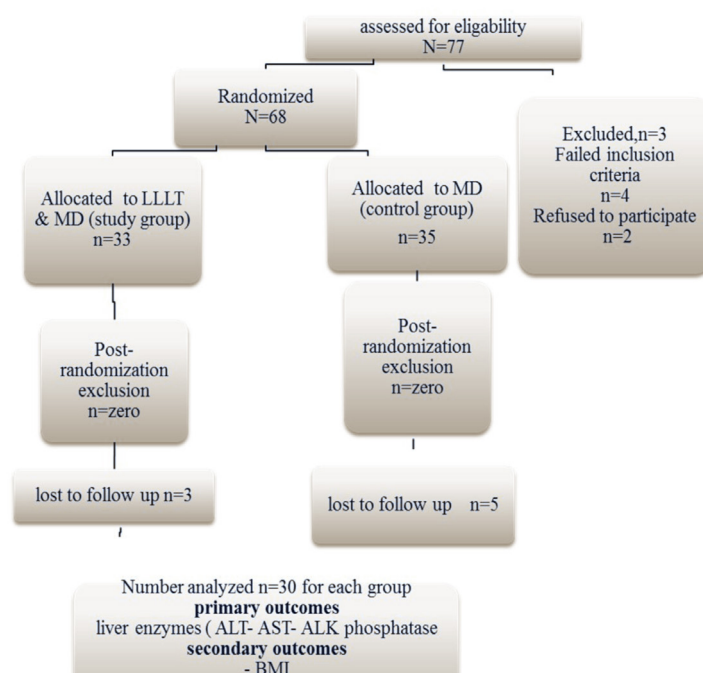 assessed for eligability
N=77
Randomized
N=68
Excluded,n=3
Failed inclusion
criteria
n=4
Refused to participate
n=2
Allocated to LLLT
& MD (study group)
n=33
Allocated to MD
(control group)
n=35
Post-
randomization
exclusion
n=zero
Post-
randomization
exclusion
n=zero
lost to follow up n=3
lost to follow up n=5
Number analyzed n=30 for each group
primary outcomes
liver enzymes ( ALT- AST- ALK phosphatase
secondary outcomes
- BMI